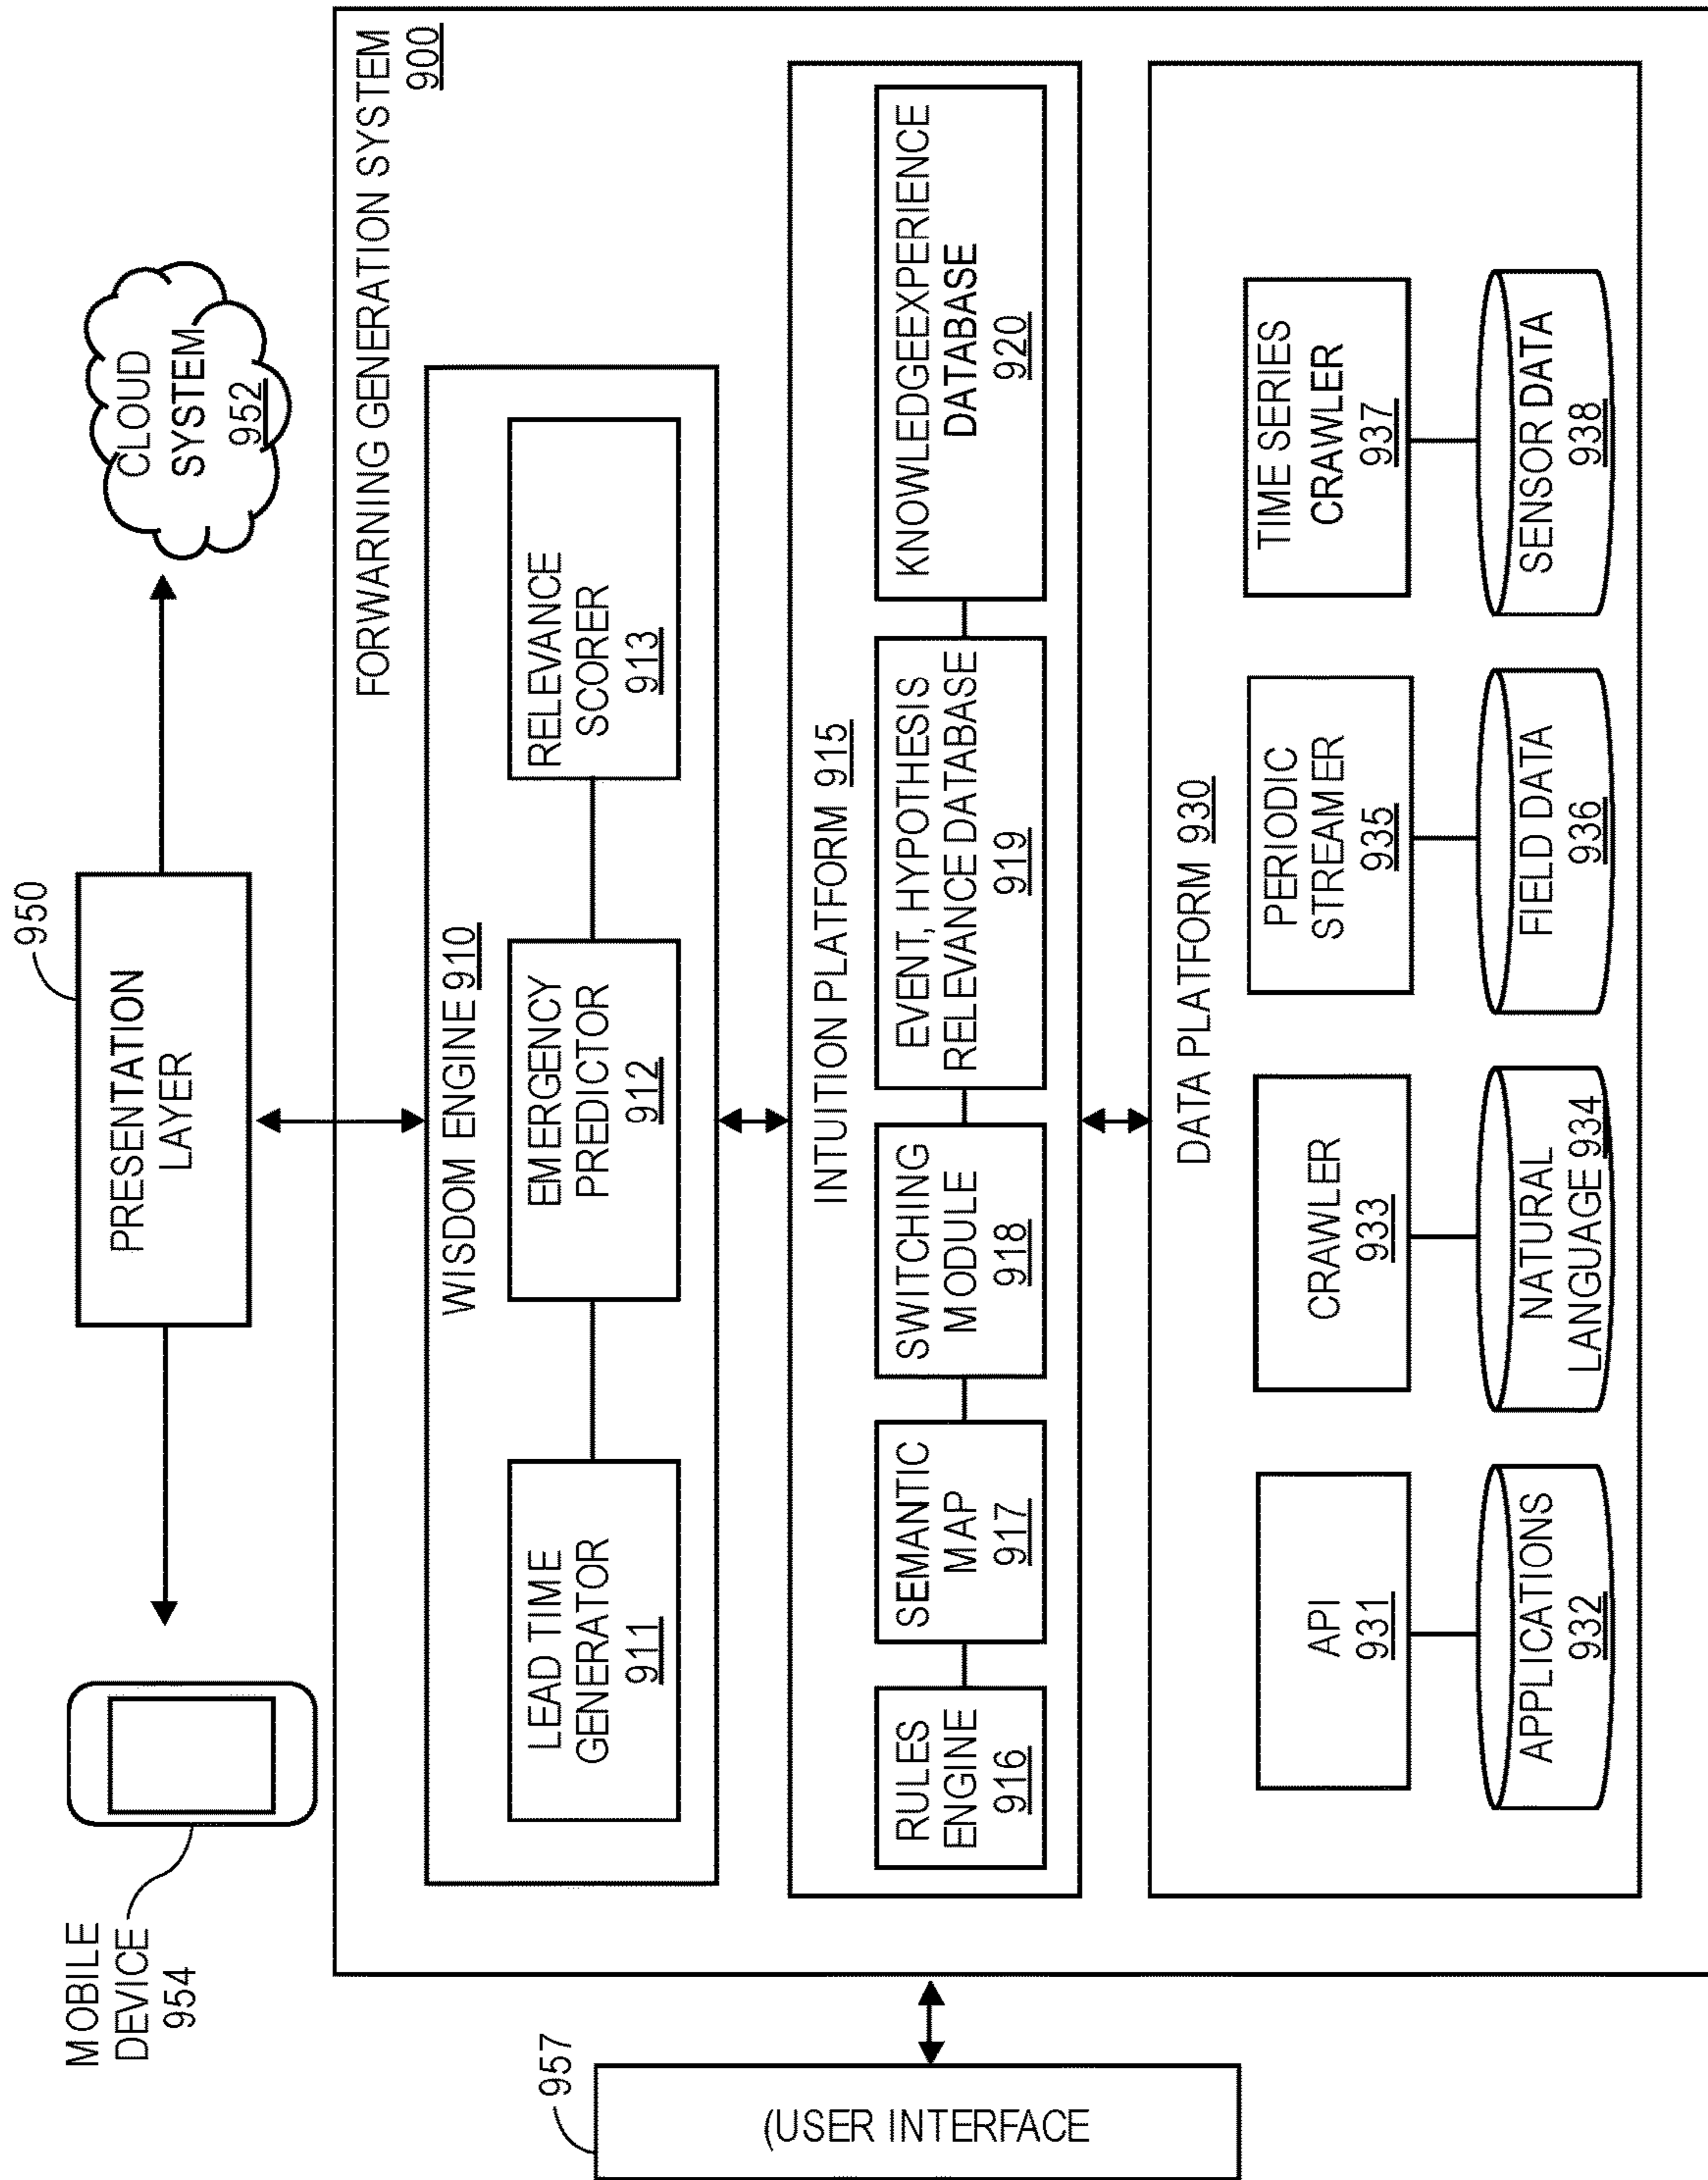 950
PRESENTATION
LAYER
CLOUD
SYSTEM
952
MOBILE
DEVICE
954
FORWARNING GENERATION SYSTEM
900
WISDOM ENGINE 910
LEAD TIME
GENERATOR
911
EMERGENCY
PREDICTOR
912
RELEVANCE
SCORER
913
INTUITION PLATFORM 915
RULES
ENGINE
916
SEMANTIC
MAP
917
SWITCHING
MODULE
918
EVENT, HYPOTHESIS
RELEVANCE DATABASE
919
KNOWLEDGEEXPERIENCE
DATABASE
920
DATA PLATFORM 930
API
931
APPLICATIONS
932
CRAWLER
933
NATURAL
LANGUAGE 934
PERIODIC
STREAMER
935
FIELD DATA
936
TIME SERIES
CRAWLER
937
SENSOR DATA
938
957
(USER INTERFACE